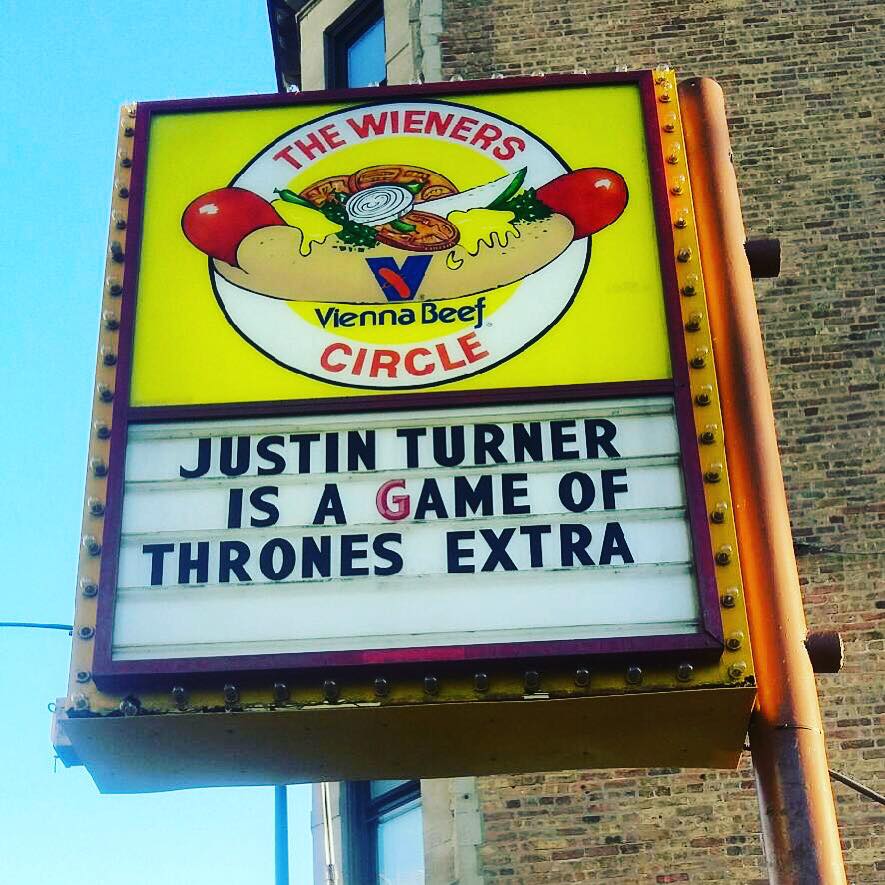 THE WIENERS
V
Vienna Beef®
CIRCLE
JUSTIN TURNER
IS A GAME OF
THRONES EXTRA